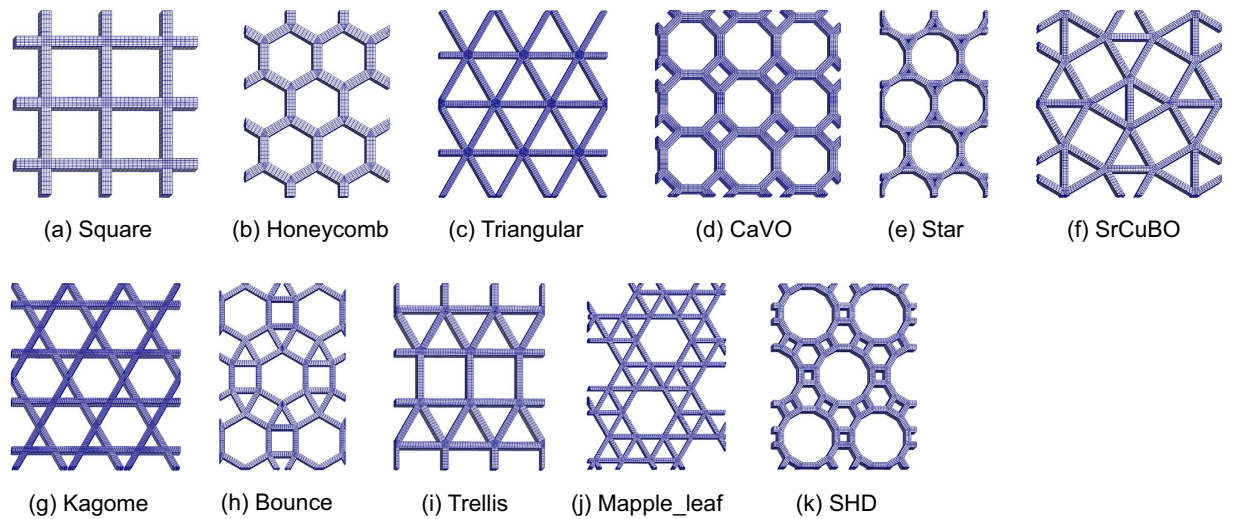 (a) Square
(b) Honeycomb
(c) Triangular
(d) CaVO
(e) Star
(f) SrCuBO
(g) Kagome
(h) Bounce
(i) Trellis
(j) Mapple_leaf
(k) SHD